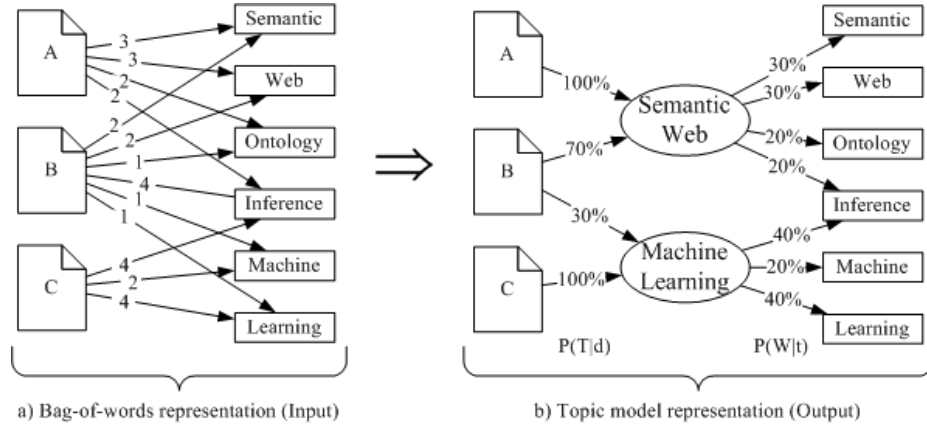 A
B
C
3
3
2
2
2
2
1
4
1
1
4
2
4
Semantic
Web
Ontology
Inference
Machine
Learning
⇒
A
B
C
100%
70%
30%
100%
Semantic
Web
Machine
Learning
30%
30%
20%
20%
40%
20%
40%
Semantic
Web
Ontology
Inference
Machine
Learning
P(T|d)
P(W|t)
a) Bag-of-words representation (Input)
b) Topic model representation (Output)